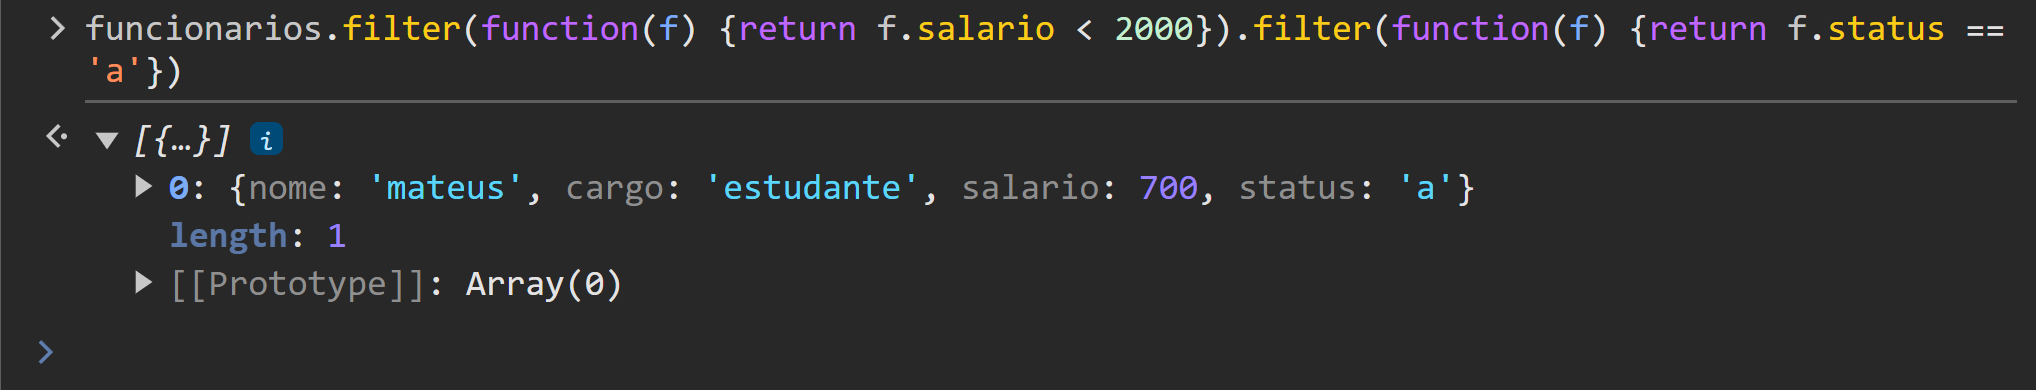 > funcionarios.filter(function(f) {return f.salario < 2000}).filter(function(f) {return f.status ==
'a'})
[{…}] i
0: {nome: 'mateus', cargo: 'estudante', salario: 700, status: 'a'}
length: 1
[[Prototype]]: Array(0)
>